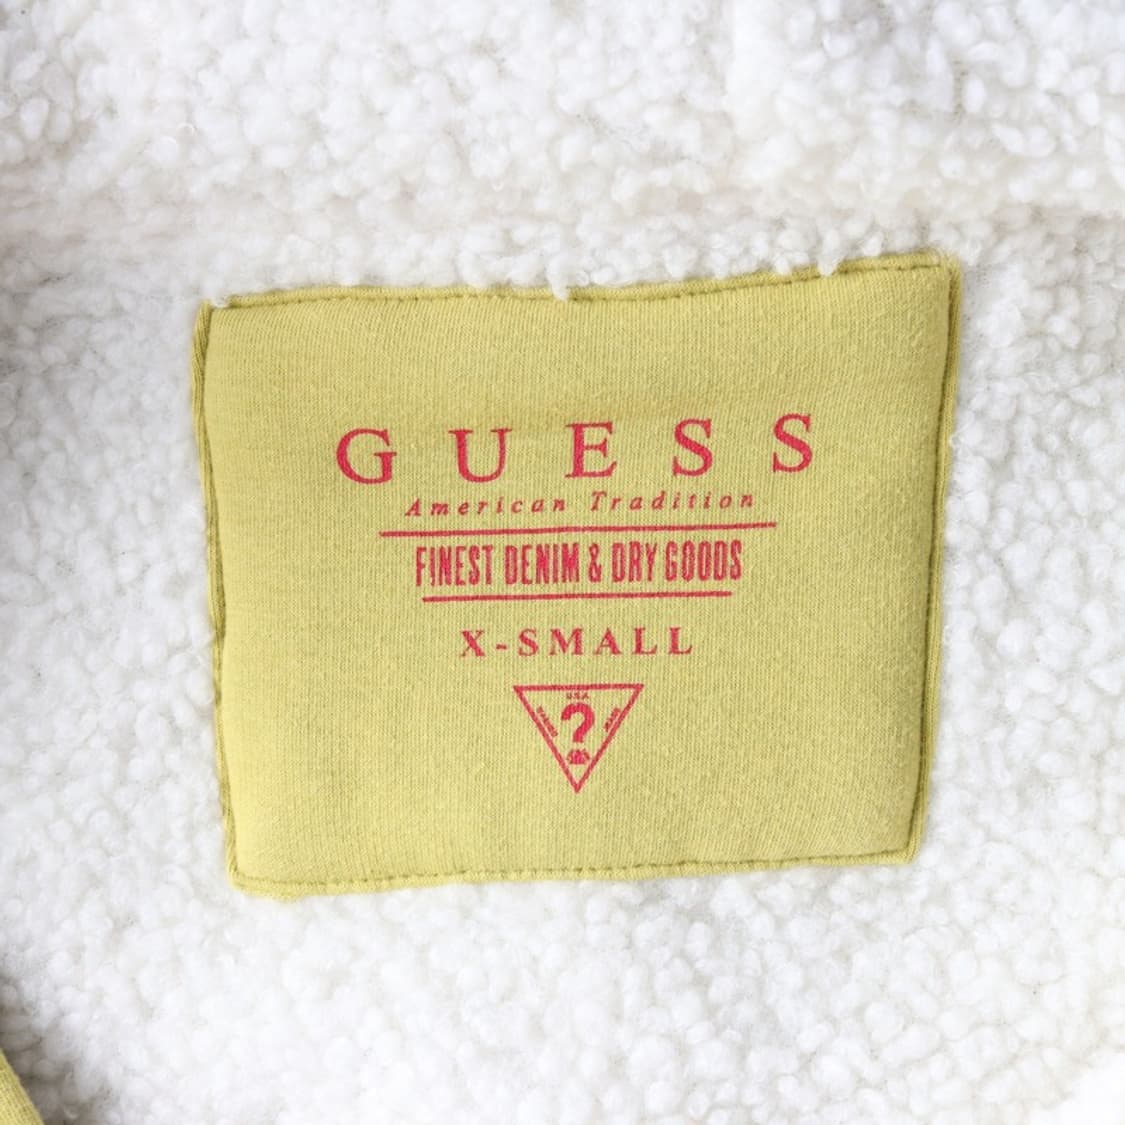 GUESS
American Tradition
FINEST DENIM & DRY GOODS
X-SMALL
U.S.A.
?